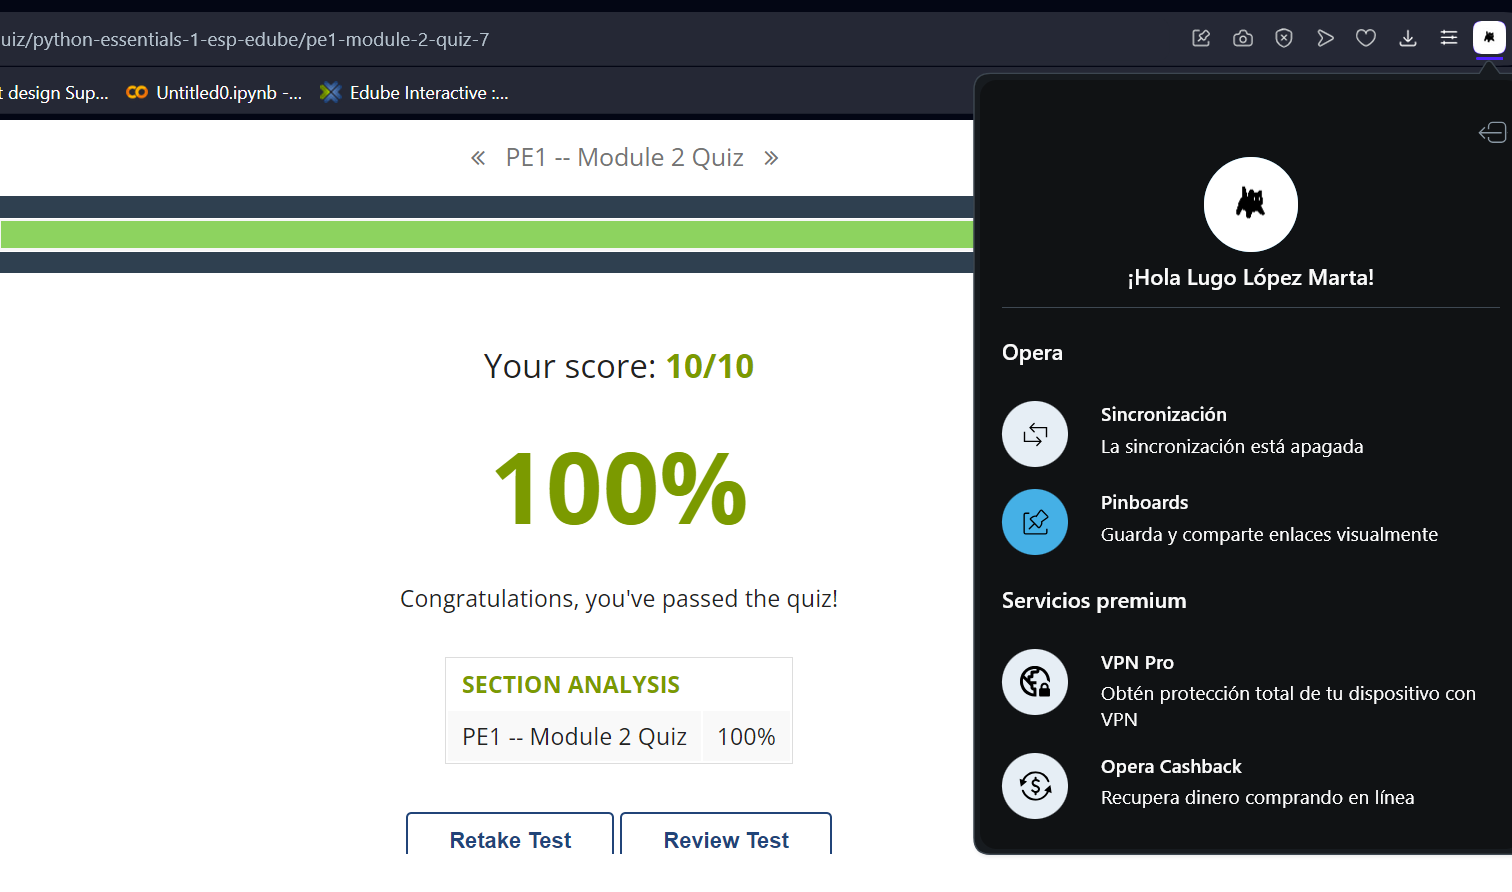 uiz/python-essentials-1-esp-edube/pe1-module-2-quiz-7
t design Sup...
Untitled0.ipynb -...
Edube Interactive :...
« PE1 -- Module 2 Quiz »
Your score: 10/10
100%
Congratulations, you've passed the quiz!
SECTION ANALYSIS
PE1 -- Module 2 Quiz 100%
Retake Test
Review Test
¡Hola Lugo López Marta!
Opera
Sincronización
La sincronización está apagada
Pinboards
Guarda y comparte enlaces visualmente
Servicios premium
VPN Pro
Obtén protección total de tu dispositivo con
VPN
Opera Cashback
Recupera dinero comprando en línea